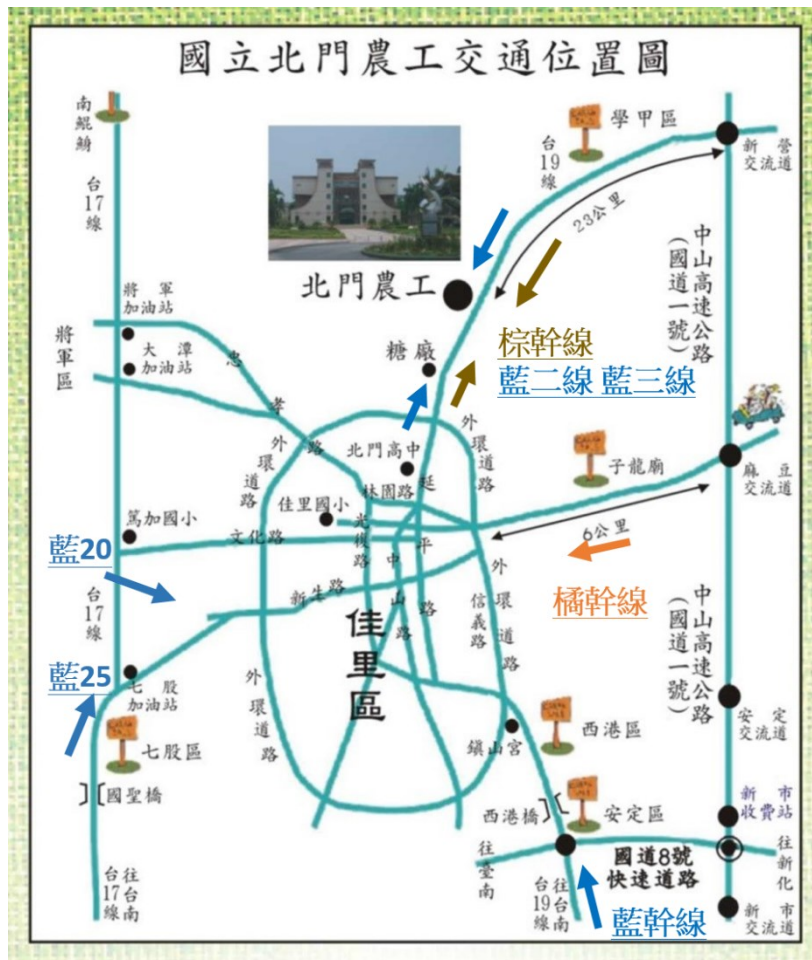 國立北門農工交通位置圖
南鯤鯓
台17線
學甲區
台19線
新營交流道
23公里
中山高速公路(國道一號)
北門農工
將軍加油站
大潭加油站
將軍區
糖廠
棕幹線
藍二線 藍三線
忠孝路
外環道路
外環道路
北門高中
林園路
延平路
子龍廟
麻豆交流道
佳里國小
篤加國小
文化路
光復路
中山路
6公里
藍20
橘幹線
台17線
新生路
外環道路
信義路
佳里區
中山高速公路(國道一號)
藍25
七股加油站
外環道路
七股區
鎮山宮
西港區
安定交流道
國聖橋
西港橋
安定區
新市收費站
往臺南
國道8號快速道路
往新化
往台南
台17線
往台南
台19線
藍幹線
新市交流道